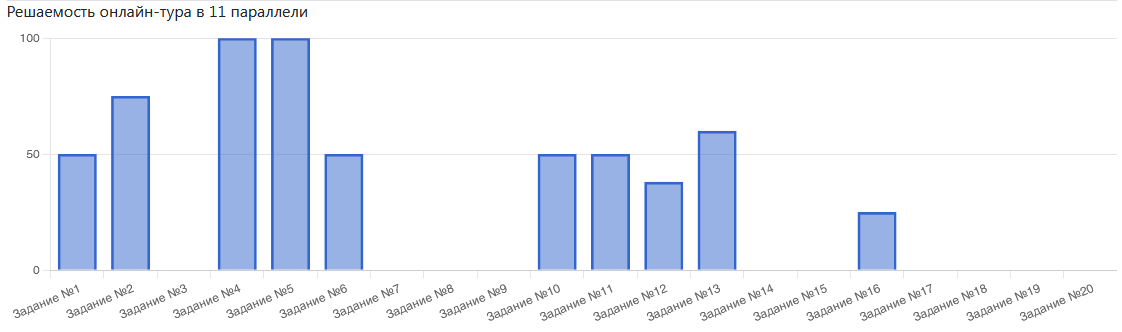 Решаемость онлайн-тура в 11 параллели
100
50
0
Задание №1
Задание №2
Задание №3
Задание №4
Задание №5
Задание №6
Задание №7
Задание №8
Задание №9
Задание №10
Задание №11
Задание №12
Задание №13
Задание №14
Задание №15
Задание №16
Задание №17
Задание №18
Задание №19
Задание №20